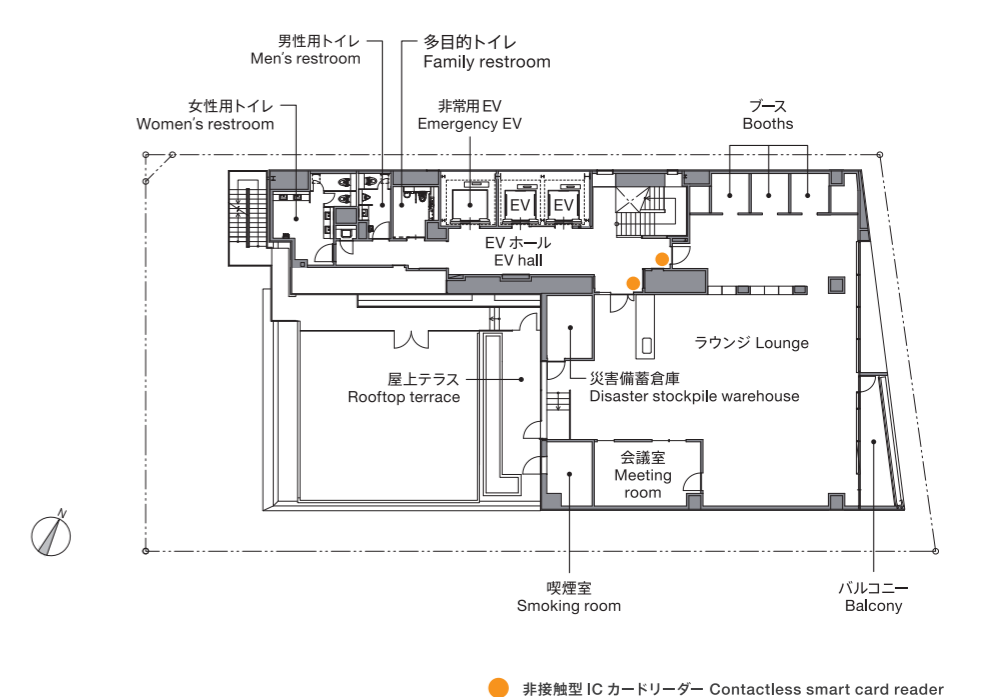 男性用トイレ
Men's restroom
多目的トイレ
Family restroom
女性用トイレ
Women's restroom
非常用 EV
Emergency EV
ブース
Booths
EV
EV
EV ホール
EV hall
ラウンジ Lounge
屋上テラス
Rooftop terrace
災害備蓄倉庫
Disaster stockpile warehouse
会議室
Meeting
room
N
喫煙室
Smoking room
バルコニー
Balcony
非接触型 IC カードリーダー Contactless smart card reader